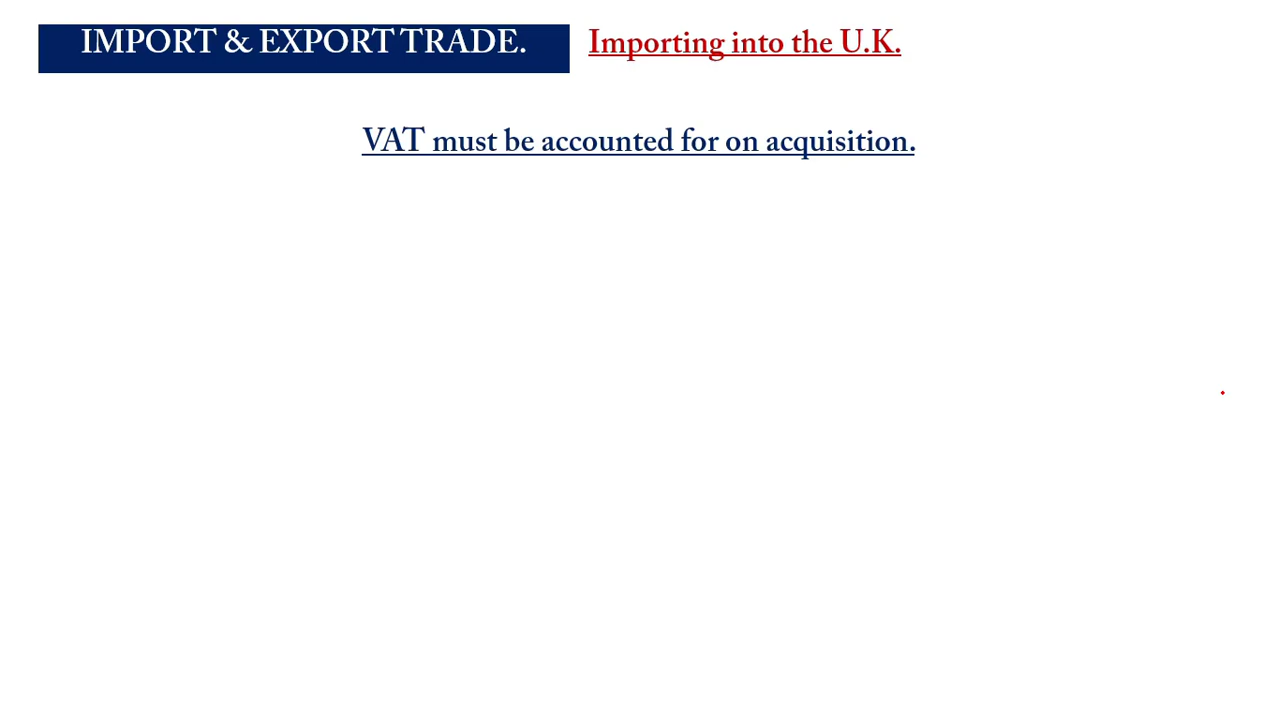 IMPORT & EXPORT TRADE. Importing into the U.K.
VAT must be accounted for on acquisition.